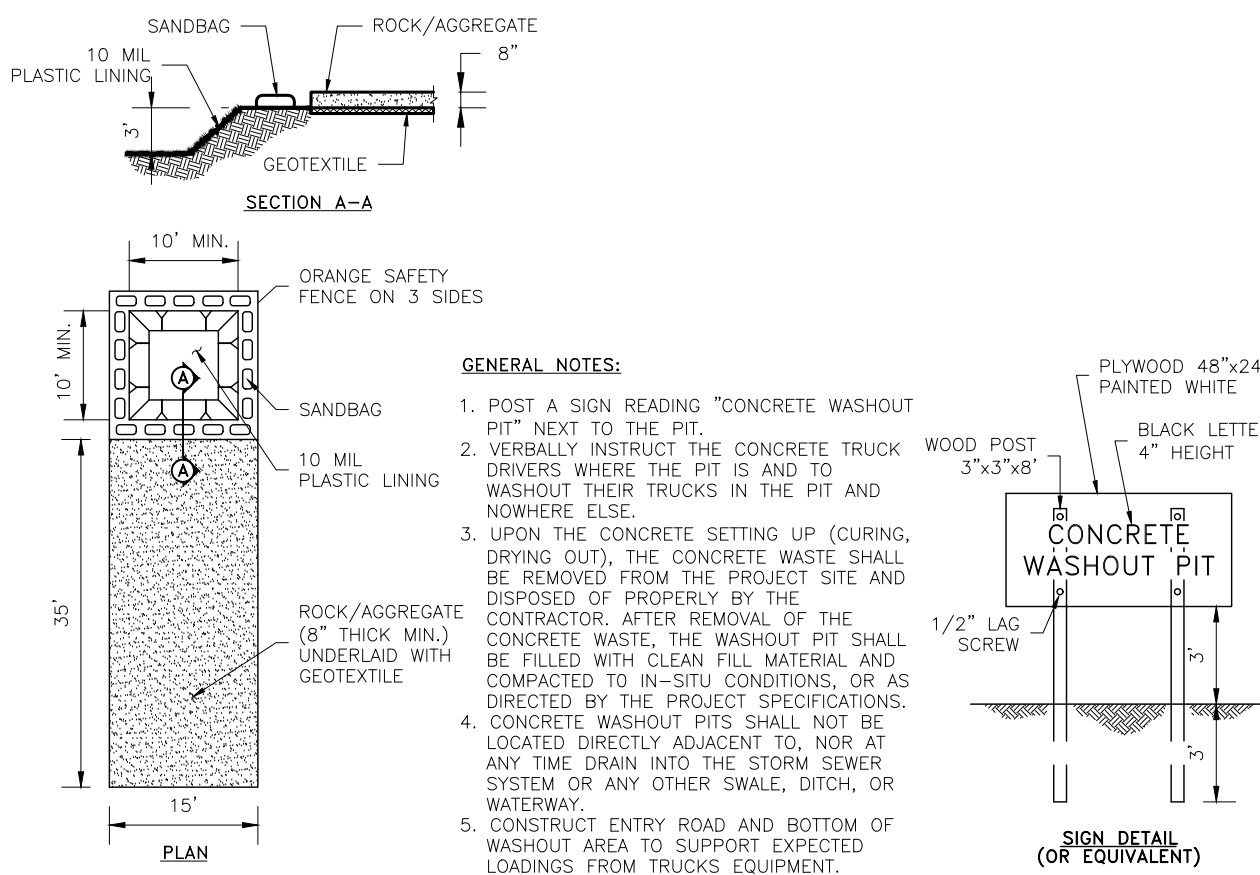 SANDBAG
ROCK/AGGREGATE
10 MIL
PLASTIC LINING
8"
3'
GEOTEXTILE
SECTION A-A
10' MIN.
ORANGE SAFETY
FENCE ON 3 SIDES
10' MIN.
A
SANDBAG
A
10 MIL
PLASTIC LINING
35'
ROCK/AGGREGATE
(8" THICK MIN.)
UNDERLAID WITH
GEOTEXTILE
15'
PLAN
GENERAL NOTES:
1. POST A SIGN READING "CONCRETE WASHOUT
PIT" NEXT TO THE PIT.
2. VERBALLY INSTRUCT THE CONCRETE TRUCK
DRIVERS WHERE THE PIT IS AND TO
WASHOUT THEIR TRUCKS IN THE PIT AND
NOWHERE ELSE.
3. UPON THE CONCRETE SETTING UP (CURING,
DRYING OUT), THE CONCRETE WASTE SHALL
BE REMOVED FROM THE PROJECT SITE AND
DISPOSED OF PROPERLY BY THE
CONTRACTOR. AFTER REMOVAL OF THE
CONCRETE WASTE, THE WASHOUT PIT SHALL
BE FILLED WITH CLEAN FILL MATERIAL AND
COMPACTED TO IN-SITU CONDITIONS, OR AS
DIRECTED BY THE PROJECT SPECIFICATIONS.
4. CONCRETE WASHOUT PITS SHALL NOT BE
LOCATED DIRECTLY ADJACENT TO, NOR AT
ANY TIME DRAIN INTO THE STORM SEWER
SYSTEM OR ANY OTHER SWALE, DITCH, OR
WATERWAY.
5. CONSTRUCT ENTRY ROAD AND BOTTOM OF
WASHOUT AREA TO SUPPORT EXPECTED
LOADINGS FROM TRUCKS EQUIPMENT.
PLYWOOD 48"x24
PAINTED WHITE
BLACK LETTE
4" HEIGHT
WOOD POST
3"x3"x8'
CONCRETE
WASHOUT PIT
1/2" LAG
SCREW
3'
3'
SIGN DETAIL
(OR EQUIVALENT)